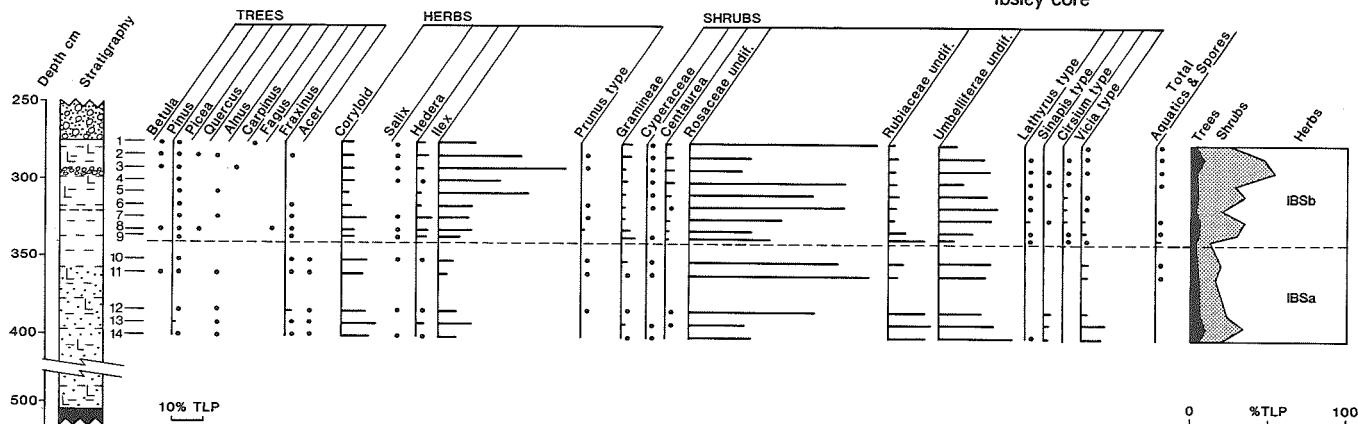 Ibsley core
TREES
HERBS
SHRUBS
Depth cm
Stratigraphy
Betula
Pinus
Picea
Quercus
Alnus
Carpinus
Fagus
Fraxinus
Acer
Coryloid
Salix
Hedera
Ilex
Prunus type
Gramineae
Cyperaceae
Centaurea
Rosaceae undif.
Rubiaceae undif.
Umbelliferae undif.
Lathyrus type
Sinapis type
Cirsium type
Vicia type
Total
Aquatics & Spores
Trees
Shrubs
Herbs
250
300
350
400
500
1
2
3
4
5
6
7
8
9
10
11
12
13
14
L
L
L
L
L
L
L
L
L
L
L
IBSb
IBSa
10% TLP
0 %TLP 100